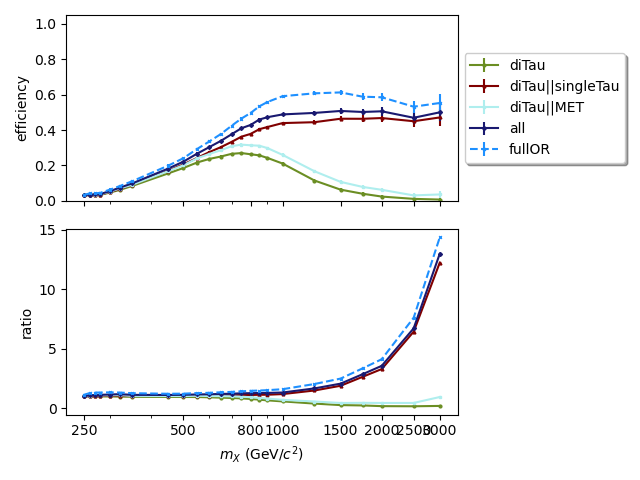 1.0
0.8
0.6
0.4
0.2
0.0
efficiency
diTau
diTau||singleTau
diTau||MET
all
fullOR
15
10
5
0
ratio
250 500 800 1000 1500 2000 2500 3000
m_X (GeV/c²)